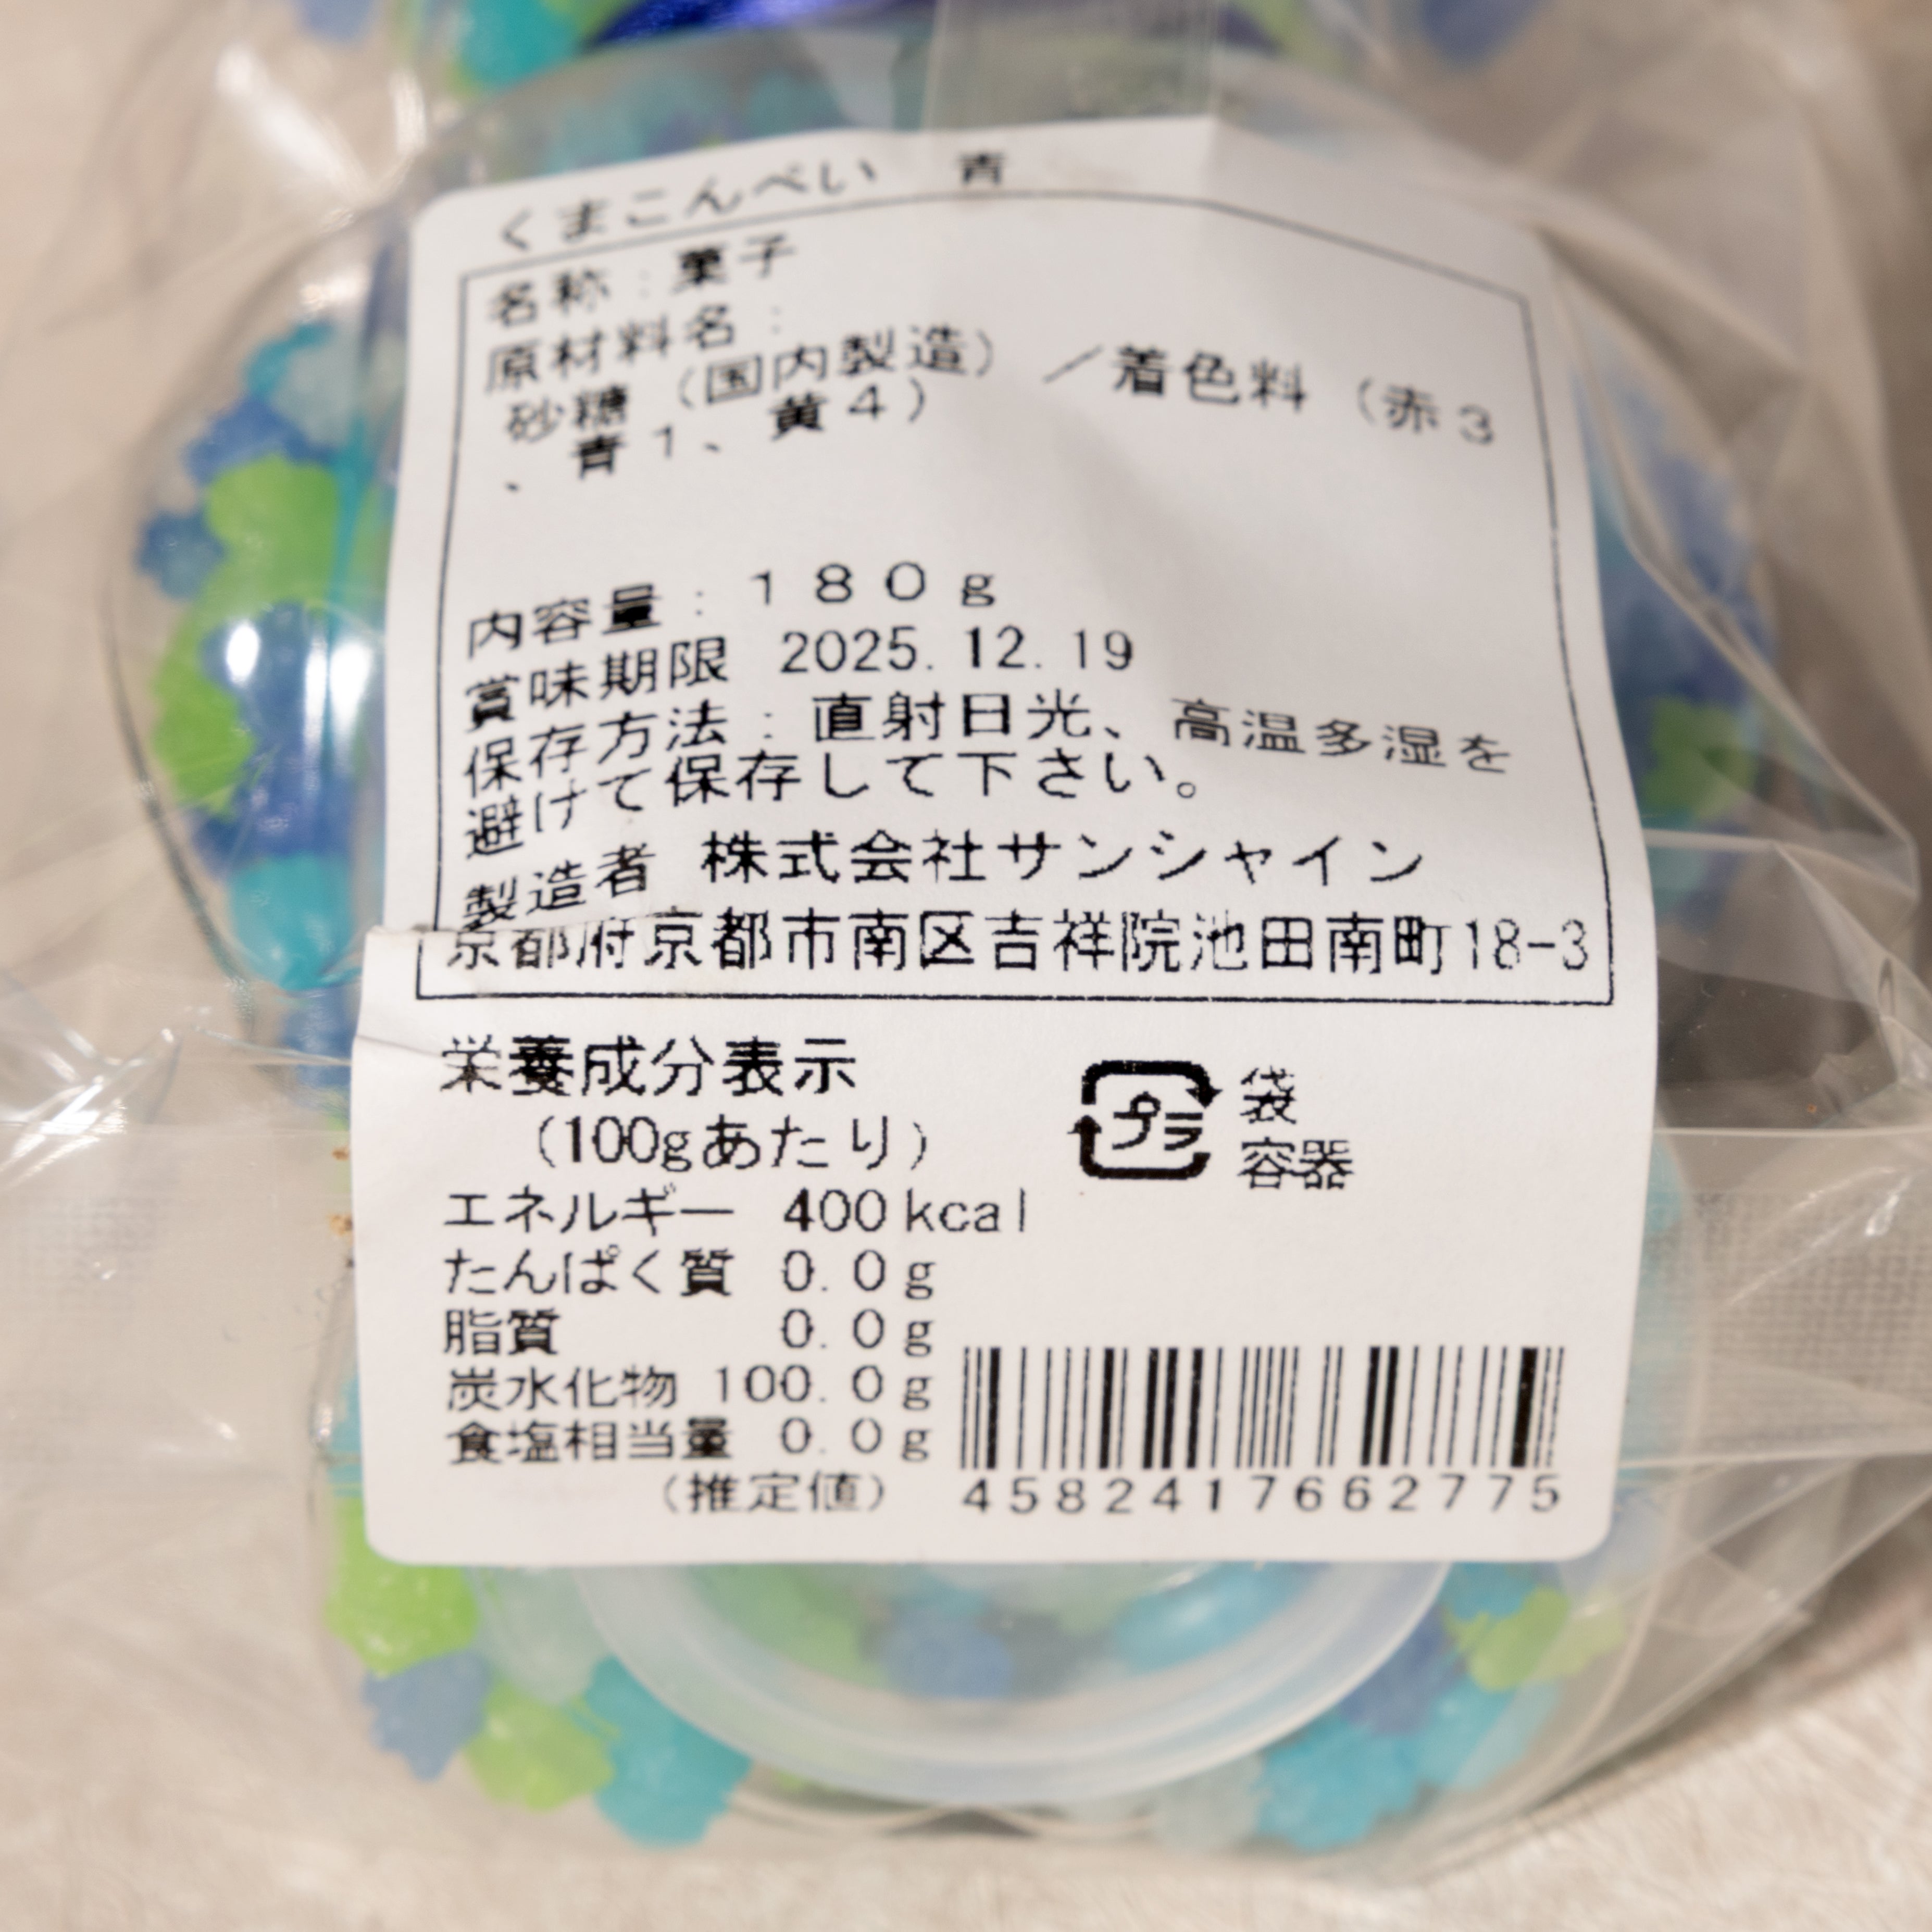 くまこんぺい 青
名称：菓子
原材料名：
砂糖（国内製造）／着色料（赤３
、青１、黄４）
内容量：１８０ｇ
賞味期限 2025.12.19
保存方法：直射日光、高温多湿を
避けて保存して下さい。
製造者 株式会社サンシャイン
京都府京都市南区吉祥院池田南町18-3
栄養成分表示
(100gあたり)
プラ 袋
容器
エネルギー 400kcal
たんぱく質 0.0g
脂質 0.0g
炭水化物 100.0g
食塩相当量 0.0g
(推定値)
4582417662775